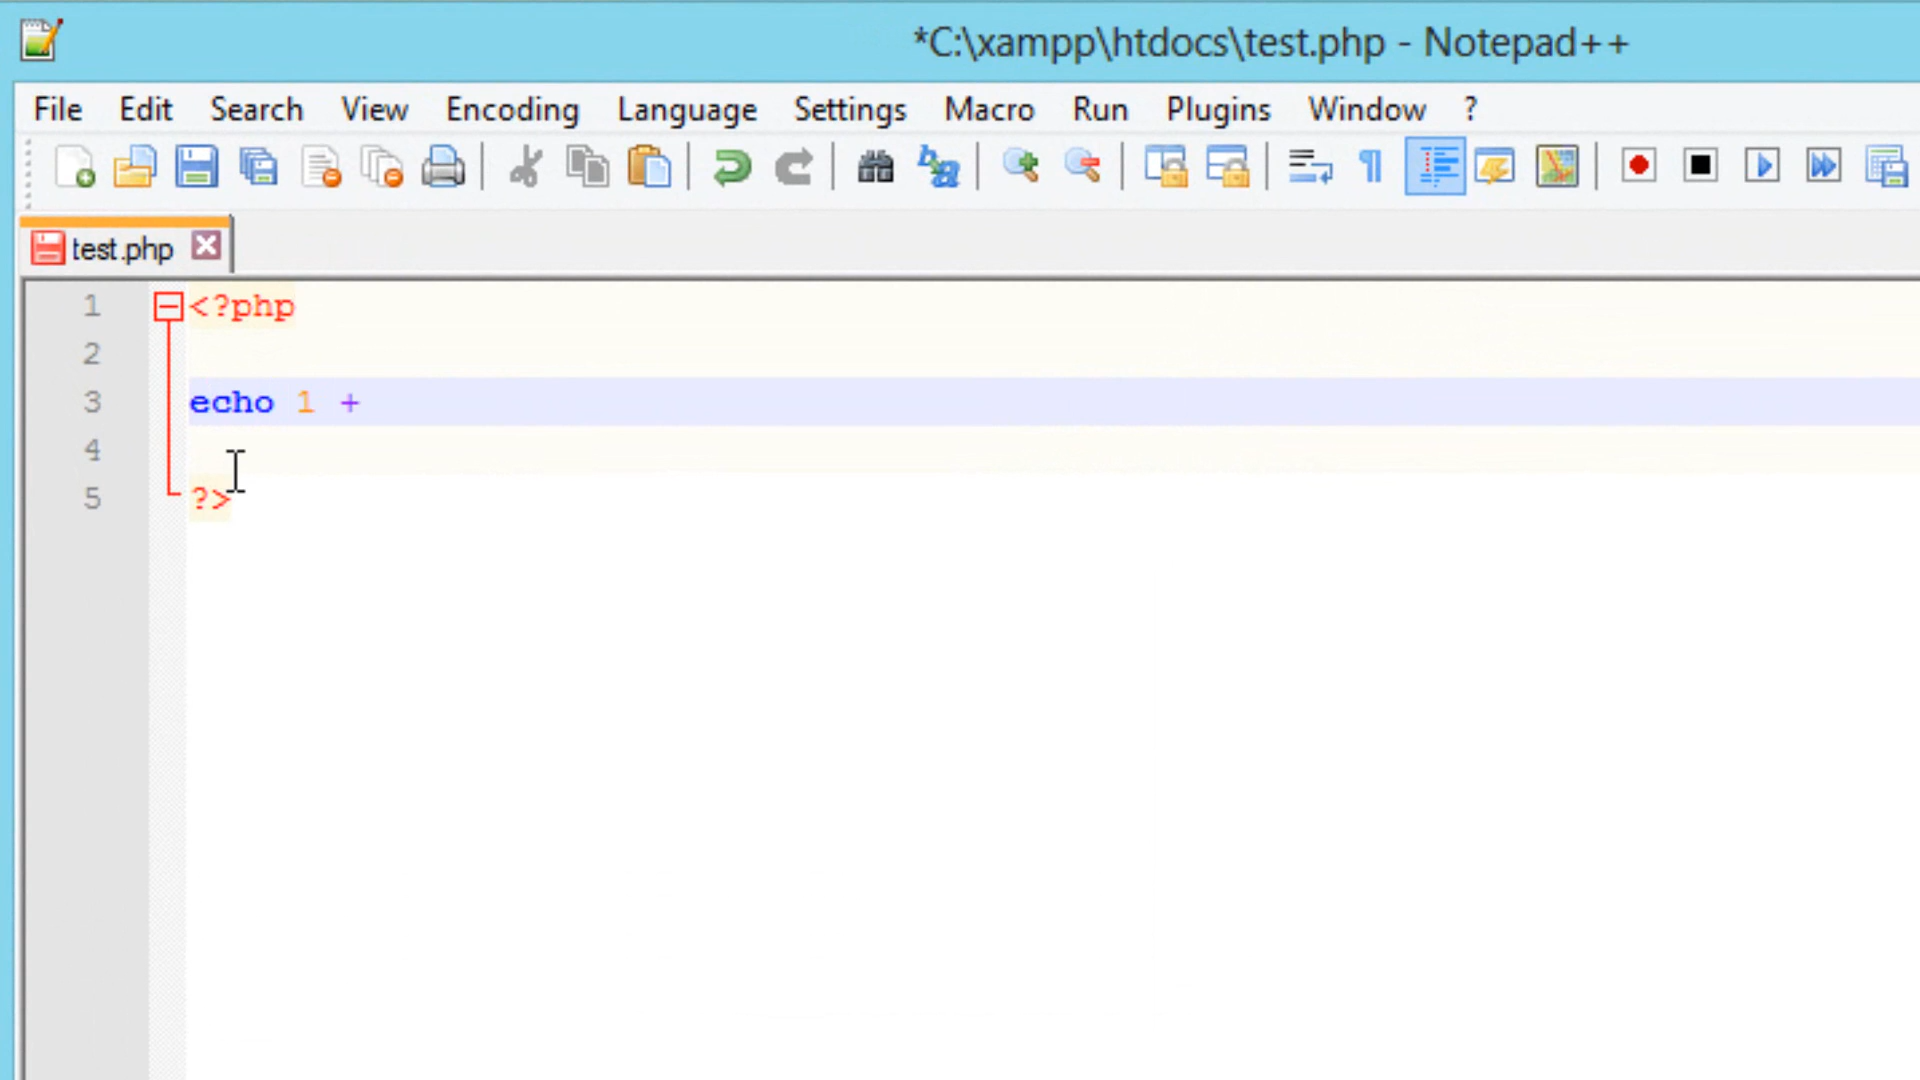 *C:\xampp\htdocs\test.php - Notepad++
File Edit Search View Encoding Language Settings Macro Run Plugins Window ?
test.php
1 <?php
2
3 echo 1 +
4
5 ?>